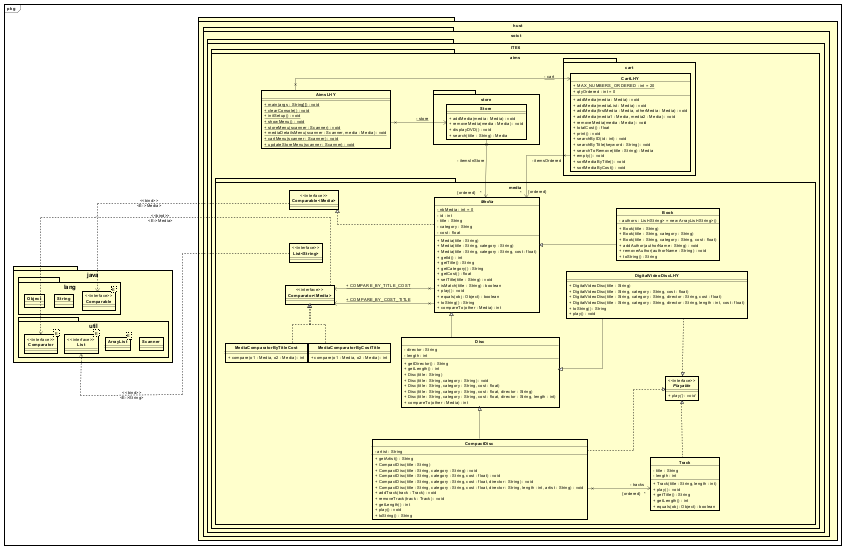 pkg
hust
soict
ITE6
aims
cart
CartLHY
+ MAX_NUMBERS_ORDERED : int = 20
- qtyOrdered : int = 0
+ addMedia(media : Media) : void
+ addMedia(mediaList : Media) : void
+ addMedia(media1 : Media, media2 : Media) : void
+ removeMedia(media : Media) : void
+ totalCost() : float
+ print() : void
+ searchByID(id : int) : void
+ searchByTitle(keyword : String) : void
+ searchToRemove(title : String) : Media
+ empty() : void
+ sortMediaByTitle() : void
+ sortMediaByCost() : void
- cart
AimsLHY
+ main(args : String[]) : void
+ clearConsole() : void
+ initSetup() : void
+ showMenu() : void
+ storeMenu(scanner : Scanner) : void
+ mediaDetailsMenu(scanner : Scanner, media : Media) : void
+ cartMenu(scanner : Scanner) : void
+ updateStoreMenu(scanner : Scanner) : void
- store
store
Store
+ addMedia(media : Media) : void
+ removeMedia(media : Media) : void
+ displayDVD() : void
+ search(title : String) : Media
- itemsInStore
- itemsOrdered
{ordered}
*
{ordered}
media
<<interface>>
Comparable<Media>
<<interface>>
List<String>
<<interface>>
Comparator<Media>
+ COMPARE_BY_TITLE_COST
+ COMPARE_BY_COST_TITLE
MediaComparatorByTitleCost
+ compare(o1 : Media, o2 : Media) : int
MediaComparatorByCostTitle
+ compare(o1 : Media, o2 : Media) : int
Media
- nbMedia : int = 0
- id : int
- title : String
- category : String
- cost : float
+ Media(title : String)
+ Media(title : String, category : String)
+ Media(title : String, category : String, cost : float)
+ getId() : int
+ getTitle() : String
+ getCategory() : String
+ getCost() : float
+ setTitle(title : String) : void
+ isMatch(title : String) : boolean
+ play() : void
+ equals(obj : Object) : boolean
+ toString() : String
+ compareTo(other : Media) : int
Book
- authors : List<String> = new ArrayList<String>()
+ Book(title : String)
+ Book(title : String, category : String)
+ Book(title : String, category : String, cost : float)
+ addAuthor(authorName : String) : void
+ removeAuthor(authorName : String) : void
+ toString() : String
DigitalVideoDiscLHY
+ DigitalVideoDisc(title : String)
+ DigitalVideoDisc(title : String, category : String, cost : float)
+ DigitalVideoDisc(title : String, category : String, director : String, cost : float)
+ DigitalVideoDisc(title : String, category : String, director : String, length : int, cost : float)
+ toString() : String
+ play() : void
Disc
- director : String
- length : int
+ getDirector() : String
+ getLength() : int
+ Disc(title : String)
+ Disc(title : String, category : String) : void
+ Disc(title : String, category : String, cost : float)
+ Disc(title : String, category : String, cost : float, director : String)
+ Disc(title : String, category : String, cost : float, director : String, length : int)
+ compareTo(other : Media) : int
<<interface>>
Playable
+ play() : void
CompactDisc
- artist : String
+ getArtist() : String
+ CompactDisc(title : String)
+ CompactDisc(title : String, category : String) : void
+ CompactDisc(title : String, category : String, cost : float) : void
+ CompactDisc(title : String, category : String, cost : float, director : String) : void
+ CompactDisc(title : String, category : String, cost : float, director : String, length : int, artist : String) : void
+ addTrack(track : Track) : void
+ removeTrack(track : Track) : void
+ getLength() : int
+ play() : void
+ toString() : String
- tracks
{ordered} *
Track
- title : String
- length : int
+ Track(title : String, length : int)
+ play() : void
+ getTitle() : String
+ getLength() : int
+ equals(obj : Object) : boolean
<<bind>>
<E->Media>
<<bind>>
<E->Media>
<<bind>>
<E->String>
java
lang
Object
String
<<interface>>
Comparable
util
<<interface>>
Comparator
<<interface>>
List
ArrayList
Scanner